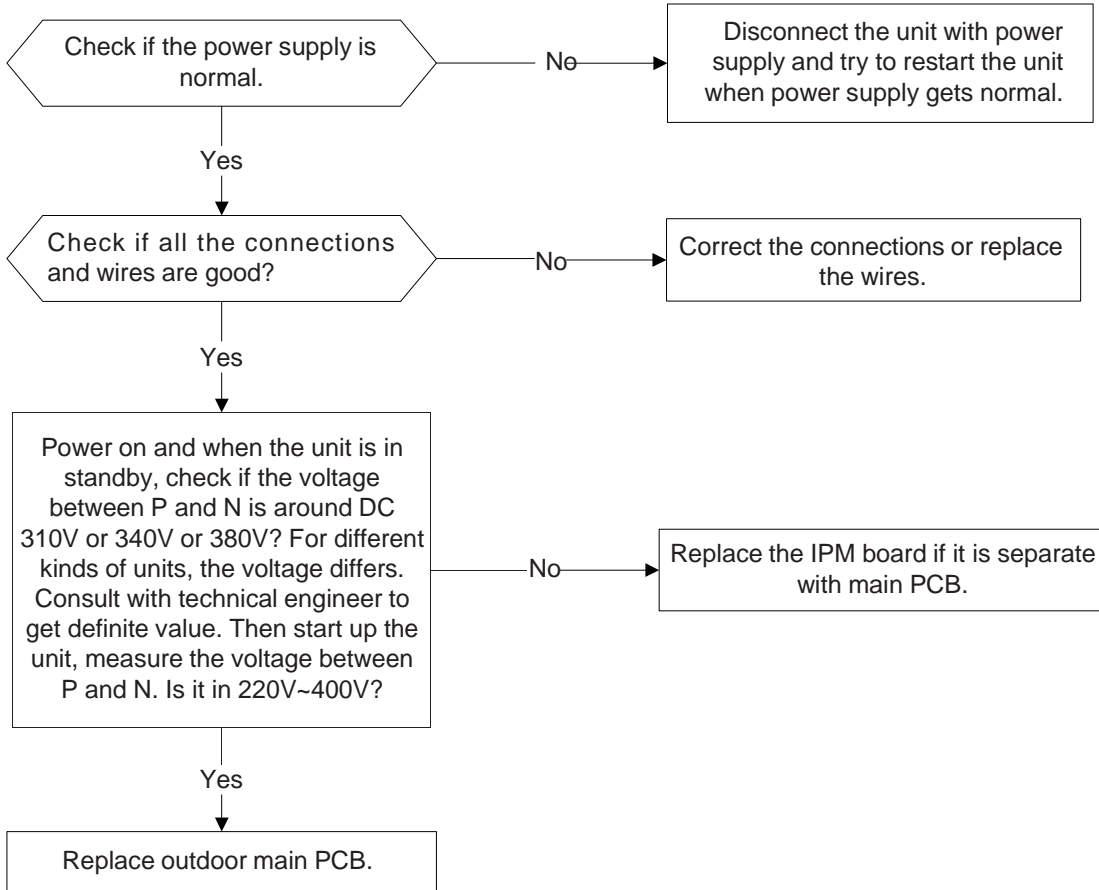 Check if the power supply is
normal.
No
Disconnect the unit with power
supply and try to restart the unit
when power supply gets normal.
Yes
Check if all the connections
and wires are good?
No
Correct the connections or replace
the wires.
Yes
Power on and when the unit is in
standby, check if the voltage
between P and N is around DC
310V or 340V or 380V? For different
kinds of units, the voltage differs.
Consult with technical engineer to
get definite value. Then start up the
unit, measure the voltage between
P and N. Is it in 220V~400V?
No
Replace the IPM board if it is separate
with main PCB.
Yes
Replace outdoor main PCB.